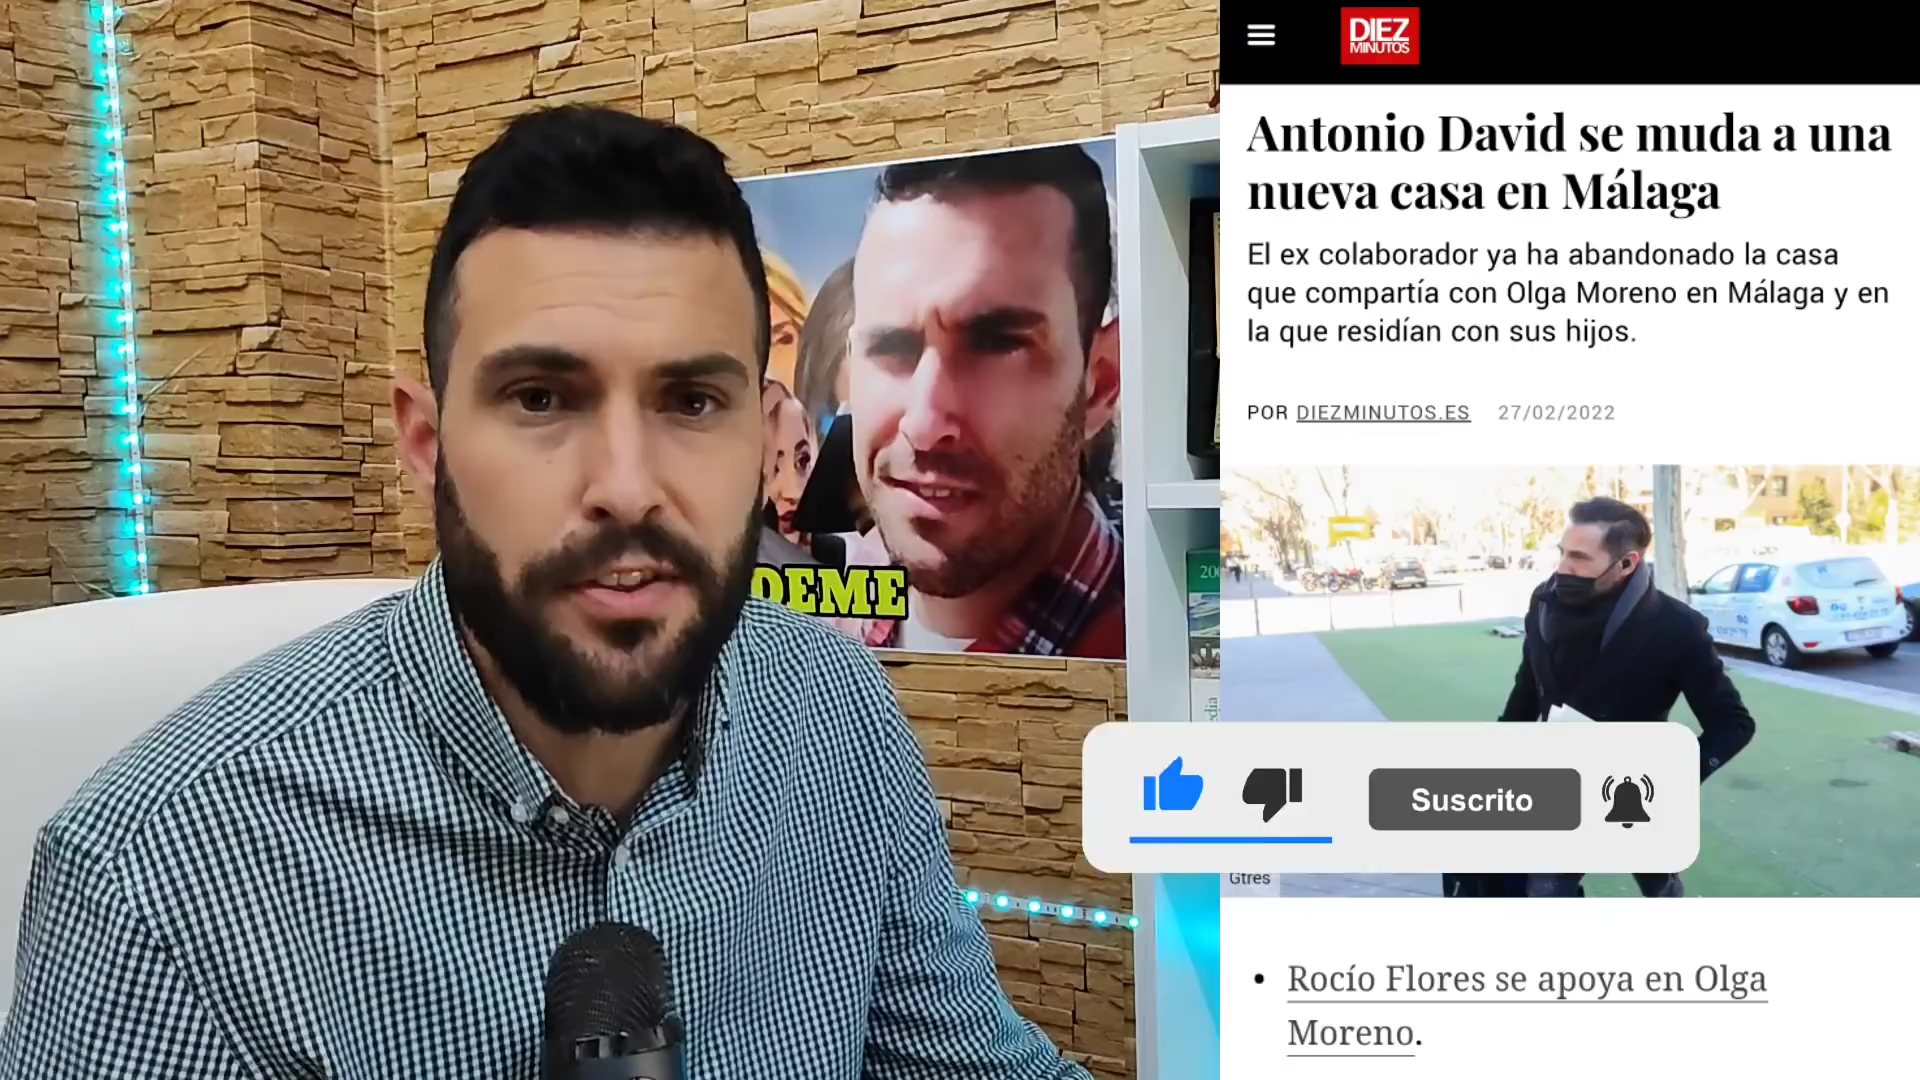 DIEZ
MINUTOS
Antonio David se muda a una
nueva casa en Málaga
El ex colaborador ya ha abandonado la casa
que compartía con Olga Moreno en Málaga y en
la que residían con sus hijos.
POR DIEZMINUTOS.ES 27/02/2022
DEME
Suscrito
Gtres
• Rocío Flores se apoya en Olga
Moreno.